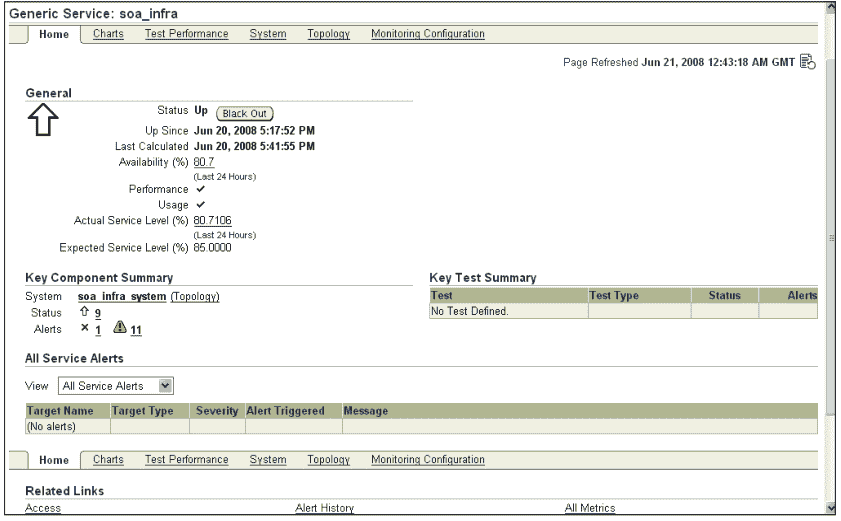 Generic Service: soa_infra
Home Charts Test Performance System Topology Monitoring Configuration
Page Refreshed Jun 21, 2008 12:43:18 AM GMT
General
Status Up Black Out
Up Since Jun 20, 2008 5:17:52 PM
Last Calculated Jun 20, 2008 5:41:55 PM
Availability (%) 80.7
(Last 24 Hours)
Performance
Usage
Actual Service Level (%) 80.7106
(Last 24 Hours)
Expected Service Level (%) 85.0000
Key Component Summary
System soa_infra_system (Topology)
Status 9
Alerts 1 11
Key Test Summary
Test Test Type Status Alerts
No Test Defined.
All Service Alerts
View All Service Alerts
Target Name Target Type Severity Alert Triggered Message
(No alerts)
Home Charts Test Performance System Topology Monitoring Configuration
Related Links
Access Alert History All Metrics